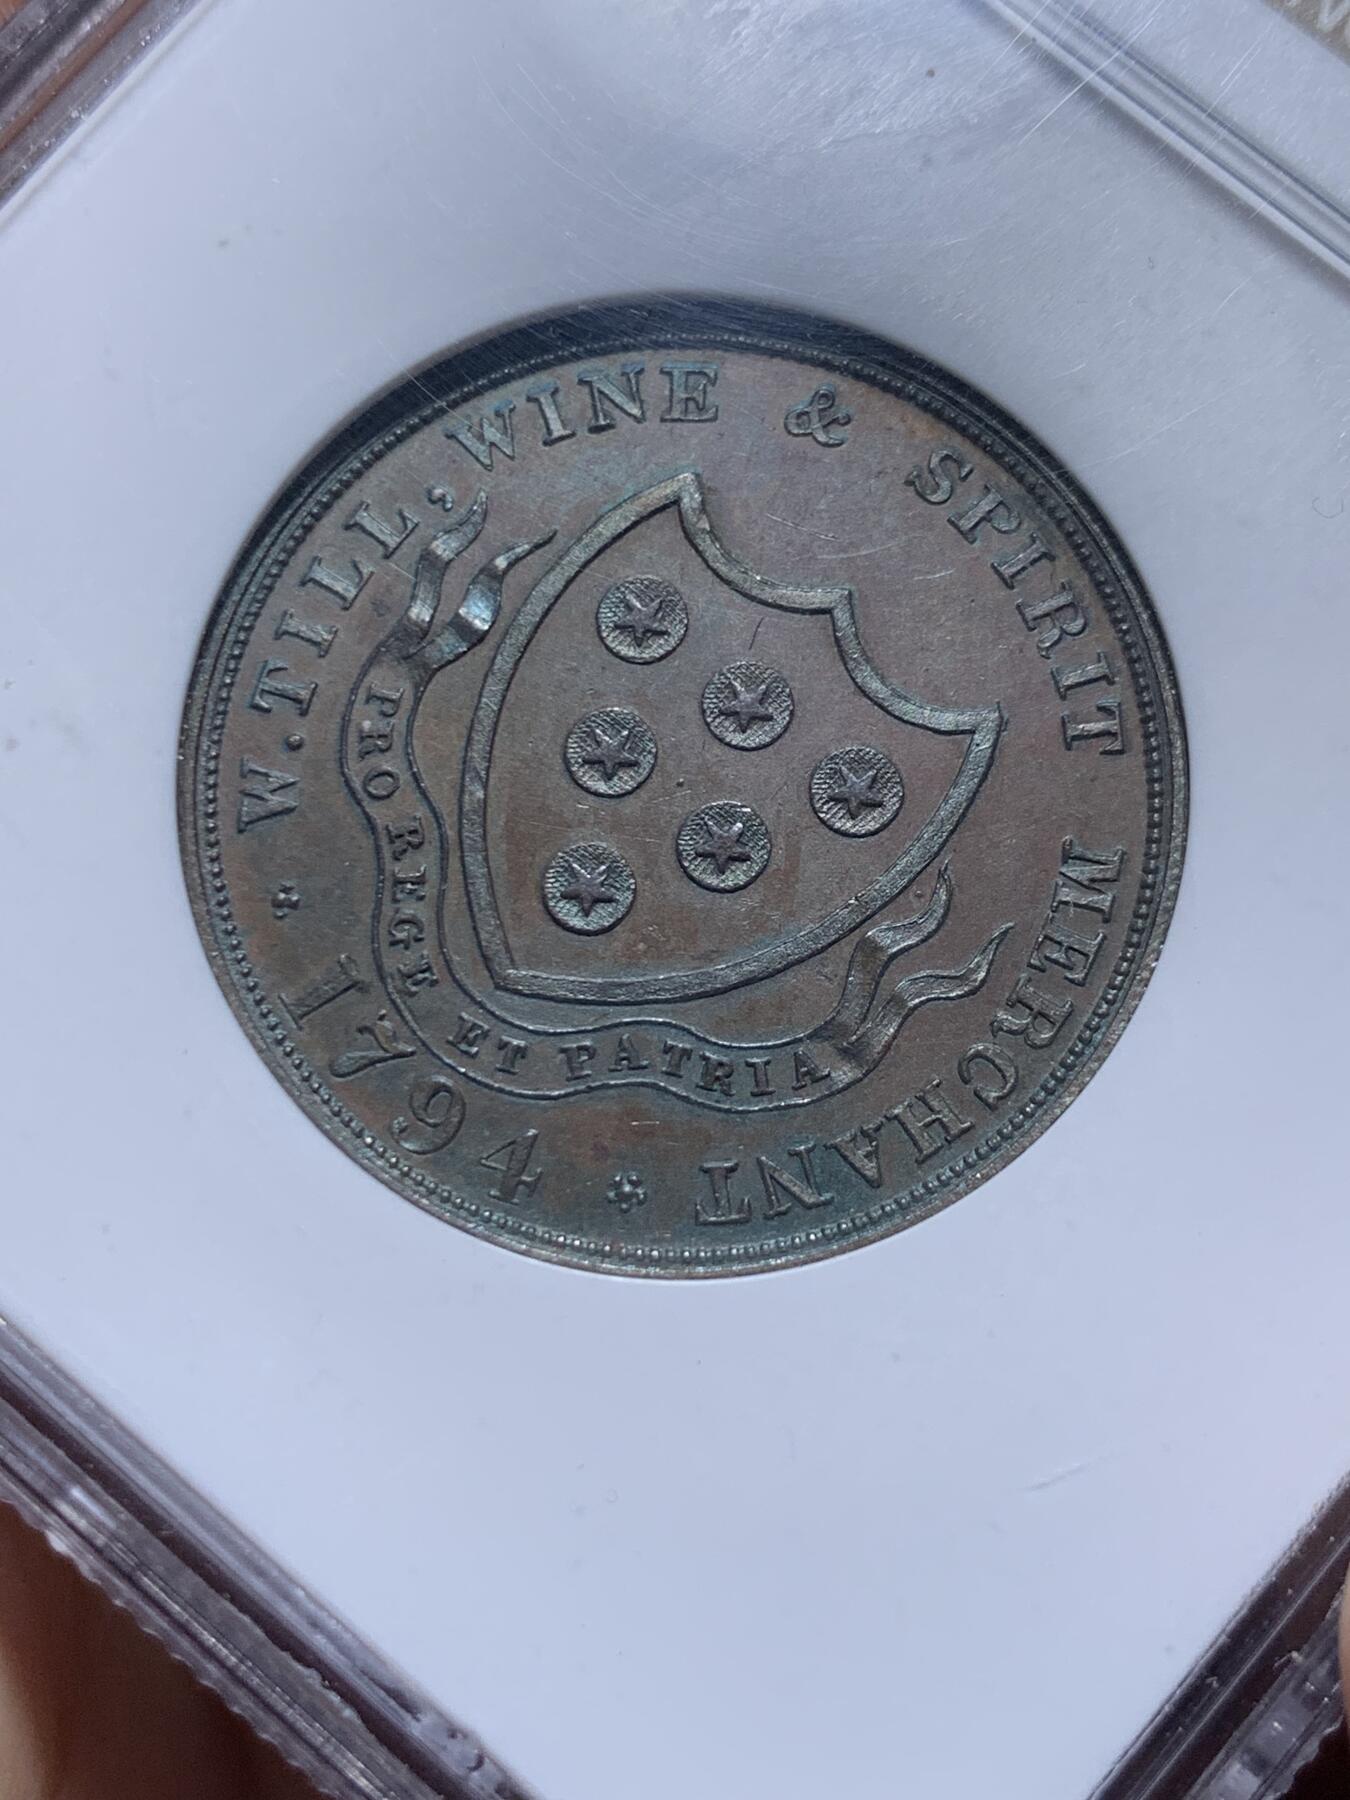 W. TILL, WINE & SPIRIT MERCHANT
1794
PRO REGE ET PATRIA